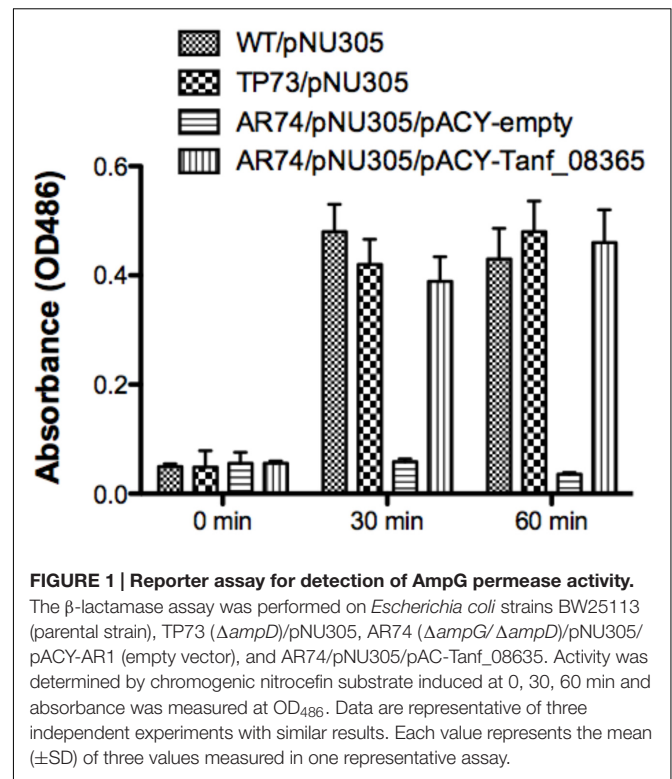 WT/pNU305
TP73/pNU305
AR74/pNU305/pACY-empty
AR74/pNU305/pACY-Tanf_08365
Absorbance (OD486)
0.6
0.4
0.2
0.0
0 min
30 min
60 min
FIGURE 1 | Reporter assay for detection of AmpG permease activity.
The β-lactamase assay was performed on Escherichia coli strains BW25113
(parental strain), TP73 (ΔampD)/pNU305, AR74 (ΔampG/ΔampD)/pNU305/
pACY-AR1 (empty vector), and AR74/pNU305/pAC-Tanf_08635. Activity was
determined by chromogenic nitrocefin substrate induced at 0, 30, 60 min and
absorbance was measured at OD486. Data are representative of three
independent experiments with similar results. Each value represents the mean
(±SD) of three values measured in one representative assay.